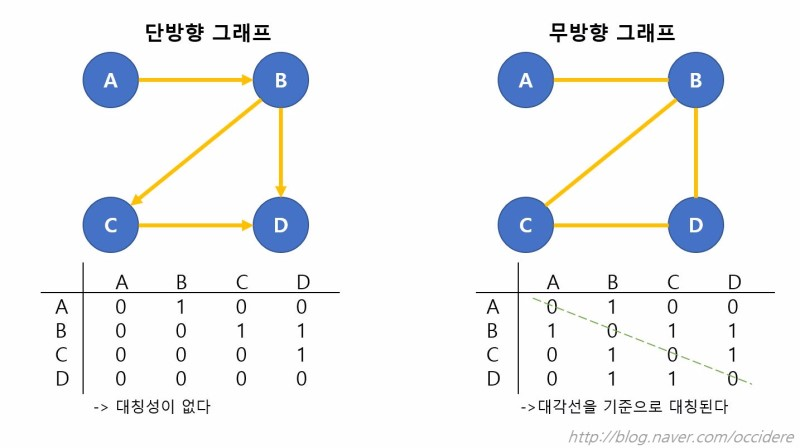 단방향 그래프
A
B
C
D
A B C D
A 0 1 0 0
B 0 0 1 1
C 0 0 0 1
D 0 0 0 0
-> 대칭성이 없다
무방향 그래프
A
B
C
D
A B C D
A 0 1 0 0
B 1 0 1 1
C 0 1 0 1
D 0 1 1 0
->대각선을 기준으로 대칭된다
http://blog.naver.com/occidere